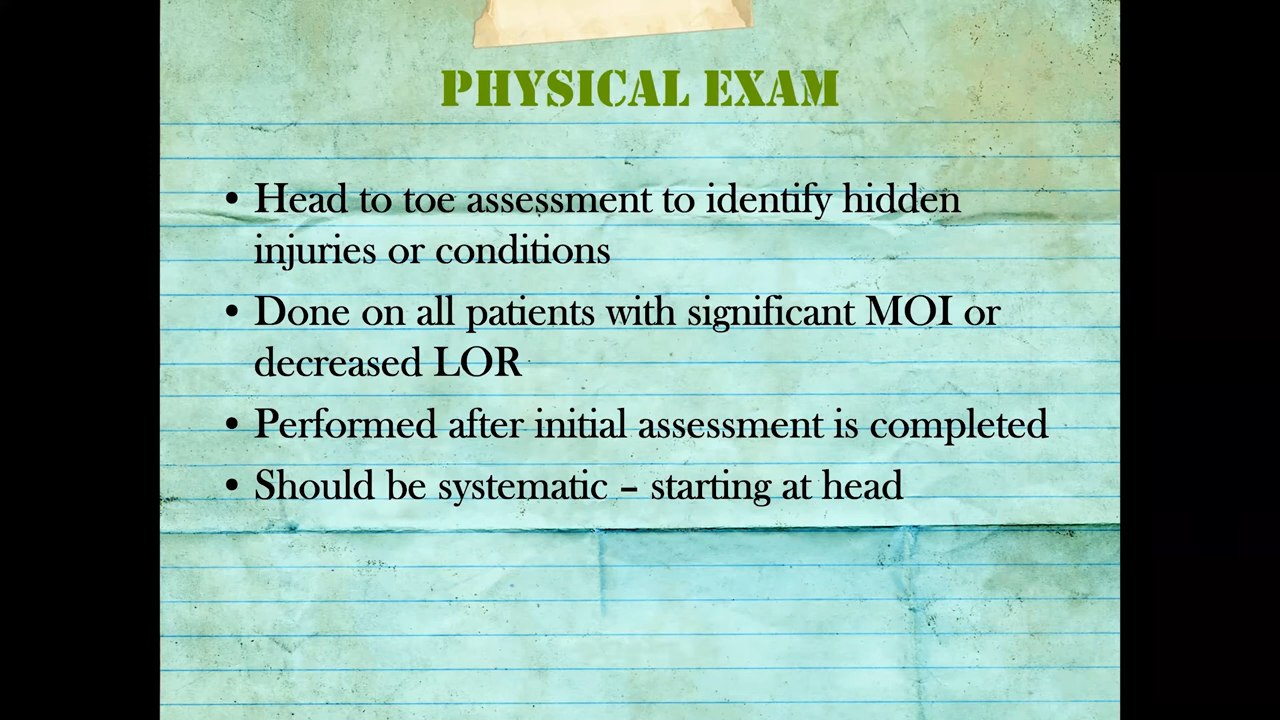 PHYSICAL EXAM
• Head to toe assessment to identify hidden
injuries or conditions
• Done on all patients with significant MOI or
decreased LOR
• Performed after initial assessment is completed
• Should be systematic – starting at head